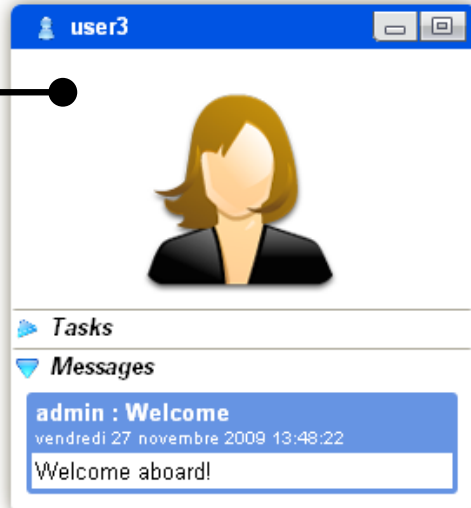 user3
Tasks
Messages
admin : Welcome
vendredi 27 novembre 2009 13:48:22
Welcome aboard!